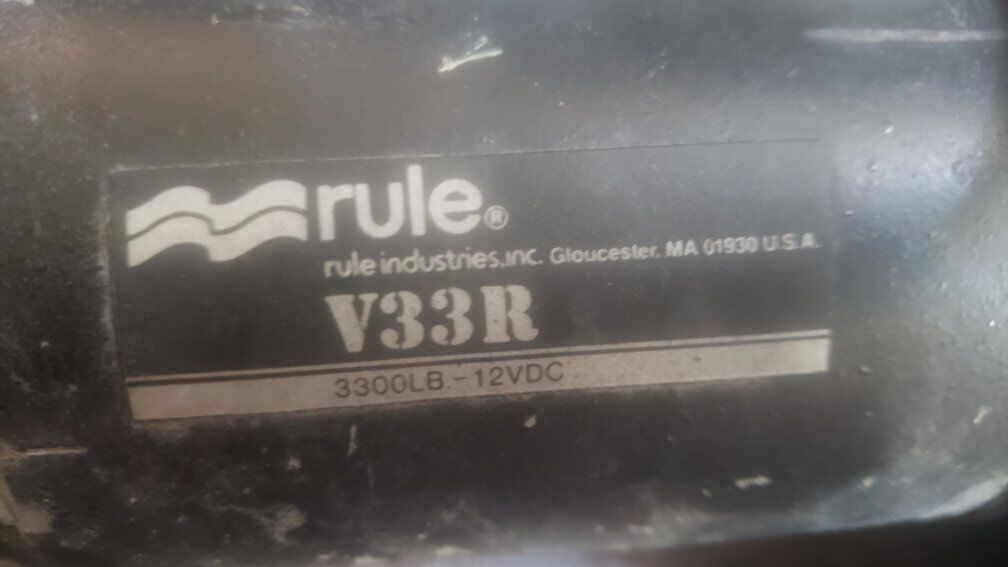 rule®
rule industries, inc. Gloucester, MA 01930 U.S.A.
V33R
3300LB.-12VDC